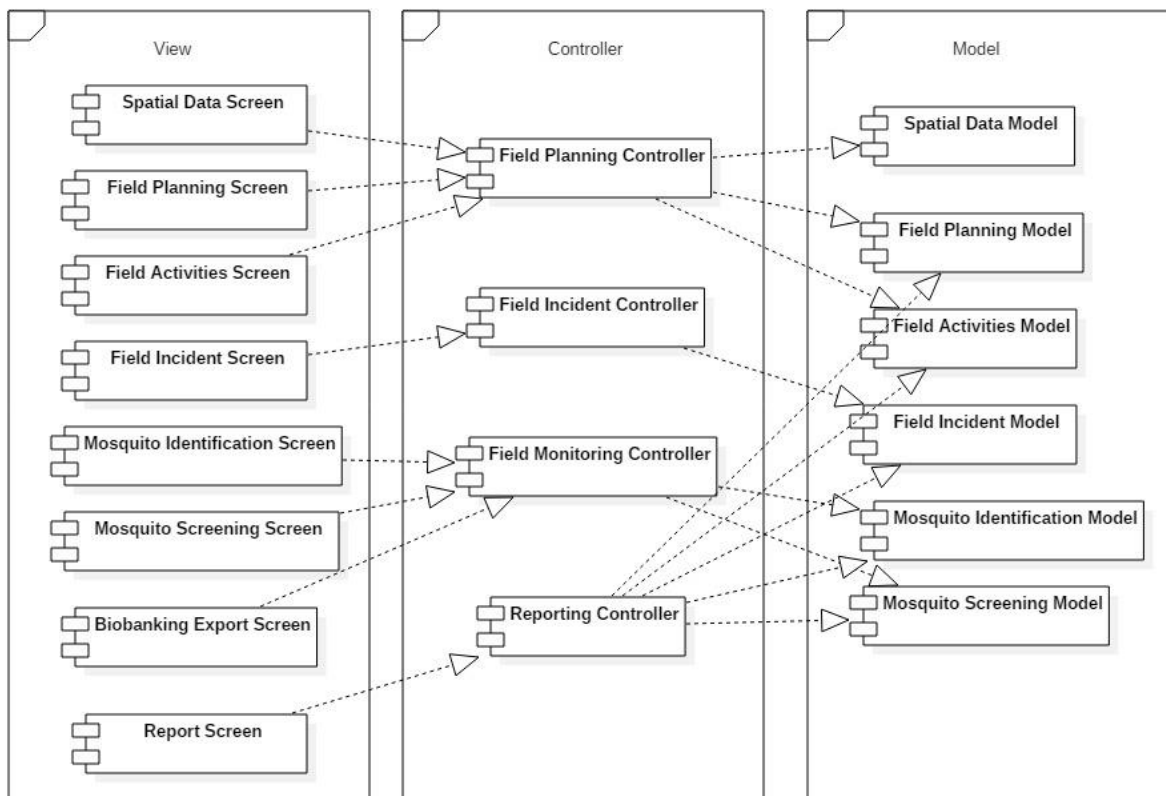 View
Spatial Data Screen
Field Planning Screen
Field Activities Screen
Field Incident Screen
Mosquito Identification Screen
Mosquito Screening Screen
Biobanking Export Screen
Report Screen
Controller
Field Planning Controller
Field Incident Controller
Field Monitoring Controller
Reporting Controller
Model
Spatial Data Model
Field Planning Model
Field Activities Model
Field Incident Model
Mosquito Identification Model
Mosquito Screening Model